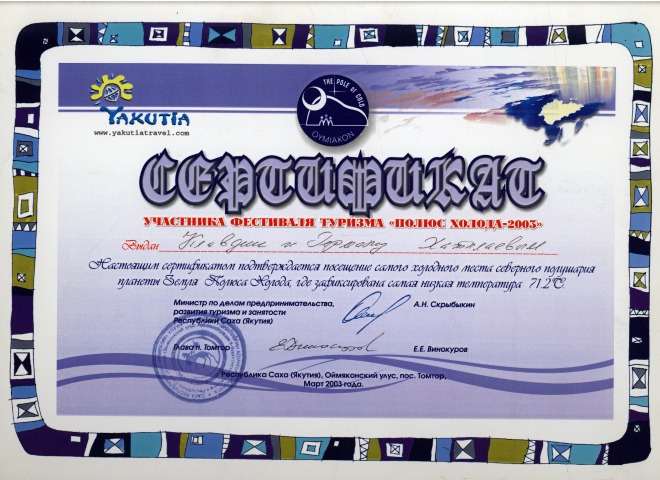 THE POLE of COLD
OYMIAKON
YAKUTIA
www.yakutiatravel.com
СЕРТИФИКАТ
УЧАСТНИКА ФЕСТИВАЛЯ ТУРИЗМА «ПОЛЮС ХОЛОДА-2003»
Выдан Клавдии и Герману Хатылаевым
Настоящим сертификатом подтверждается посещение самого холодного места северного полушария
планеты Земля Полюса Холода, где зафиксирована самая низкая температура 71.2°С.
Министр по делам предпринимательства,
развития туризма и занятости
Республики Саха (Якутия) А.Н. Скрыбыкин
Глава п. Томтор Е.Е. Винокуров
Республика Саха (Якутия), Оймяконский улус, пос. Томтор,
Март 2003 года.